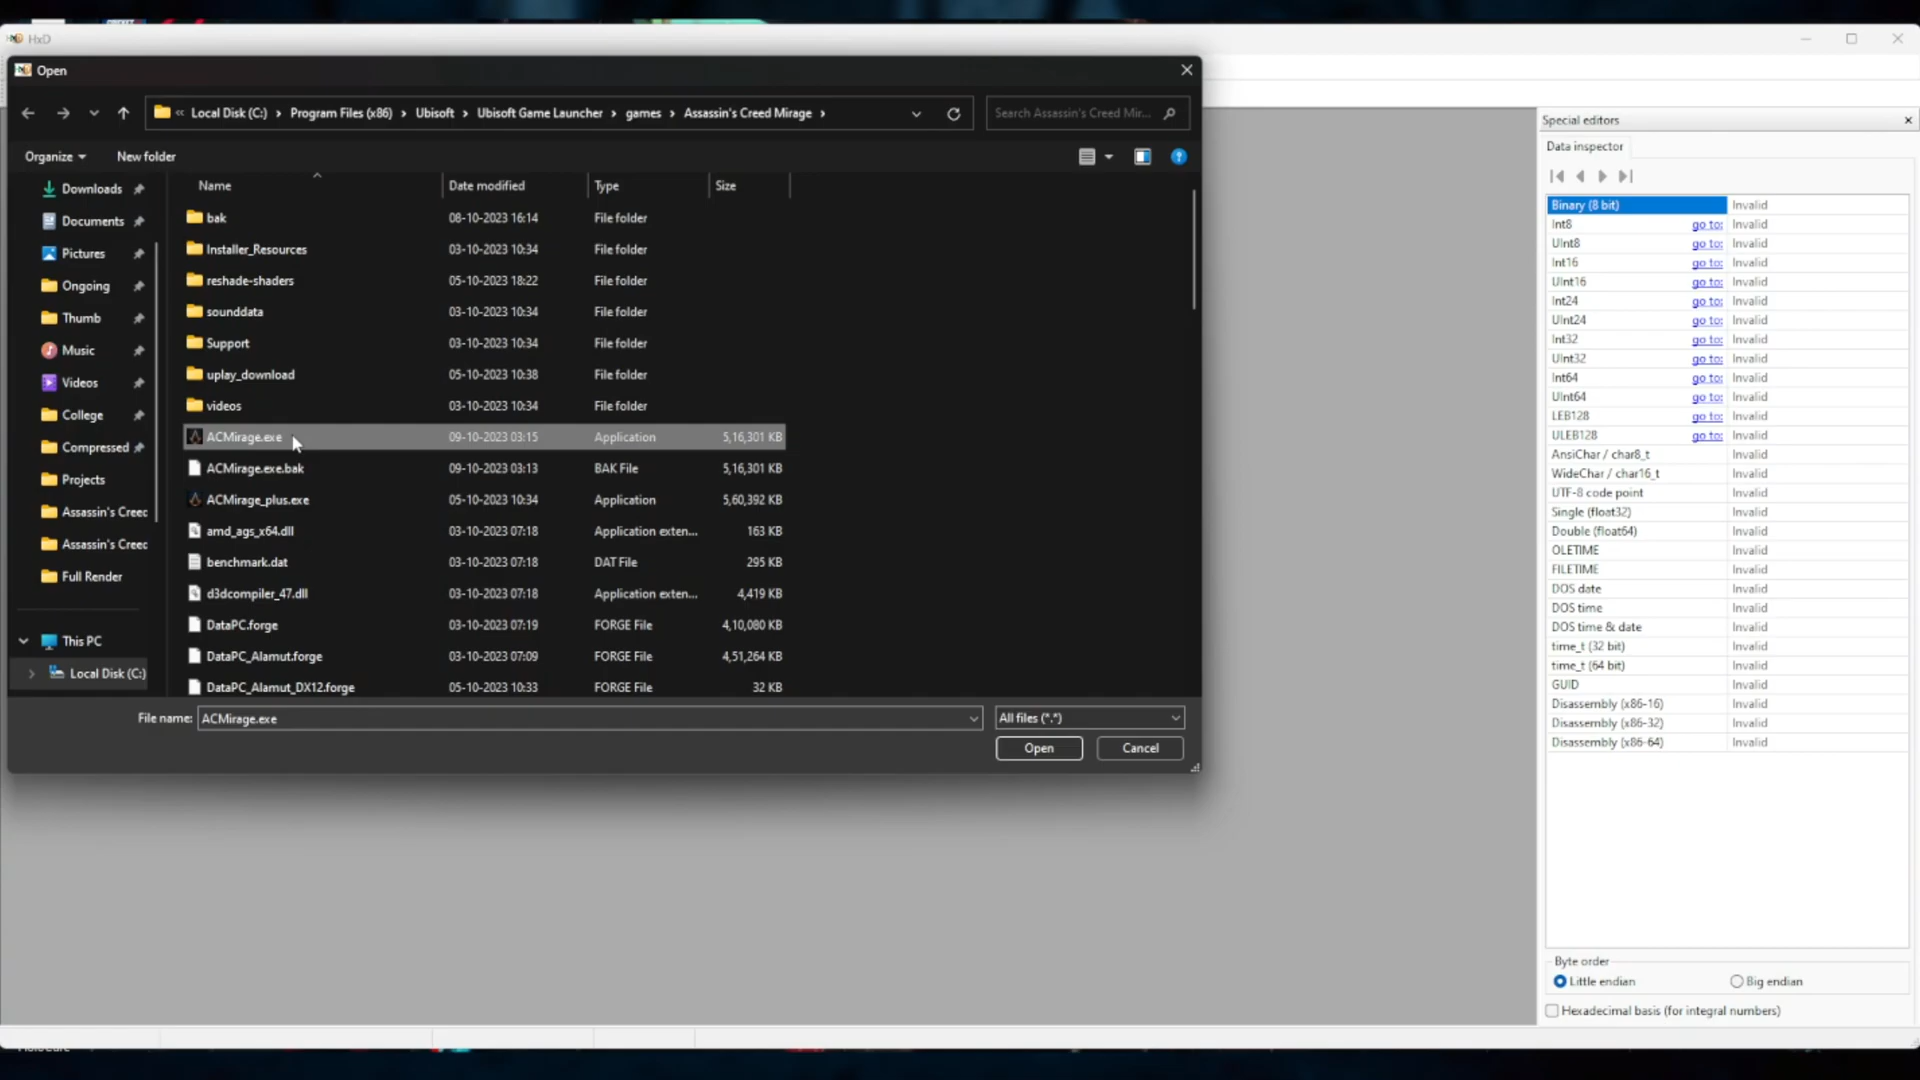 HxD
Open
« Local Disk (C:) › Program Files (x86) › Ubisoft › Ubisoft Game Launcher › games › Assassin's Creed Mirage ›
Search Assassin's Creed Mir...
Organize
New folder
Name Date modified Type Size
bak 08-10-2023 16:14 File folder
Installer_Resources 03-10-2023 10:34 File folder
reshade-shaders 05-10-2023 18:22 File folder
sounddata 03-10-2023 10:34 File folder
Support 03-10-2023 10:34 File folder
uplay_download 05-10-2023 10:38 File folder
videos 03-10-2023 10:34 File folder
ACMirage.exe 09-10-2023 03:15 Application 5,16,301 KB
ACMirage.exe.bak 09-10-2023 03:13 BAK File 5,16,301 KB
ACMirage_plus.exe 05-10-2023 10:34 Application 5,60,392 KB
amd_ags_x64.dll 03-10-2023 07:18 Application exten... 163 KB
benchmark.dat 03-10-2023 07:18 DAT File 295 KB
d3dcompiler_47.dll 03-10-2023 07:18 Application exten... 4,419 KB
DataPC.forge 03-10-2023 07:19 FORGE File 4,10,080 KB
DataPC_Alamut.forge 03-10-2023 07:09 FORGE File 4,51,264 KB
DataPC_Alamut_DX12.forge 05-10-2023 10:33 FORGE File 32 KB
Downloads
Documents
Pictures
Ongoing
Thumb
Music
Videos
College
Compressed
Projects
Assassin's Creed
Assassin's Creed
Full Render
This PC
Local Disk (C:)
File name: ACMirage.exe
All files (*.*)
Open
Cancel
Special editors
Data inspector
Binary (8 bit) Invalid
Int8 go to: Invalid
UInt8 go to: Invalid
Int16 go to: Invalid
UInt16 go to: Invalid
Int24 go to: Invalid
UInt24 go to: Invalid
Int32 go to: Invalid
UInt32 go to: Invalid
Int64 go to: Invalid
UInt64 go to: Invalid
LEB128 go to: Invalid
ULEB128 go to: Invalid
AnsiChar / char8_t Invalid
WideChar / char16_t Invalid
UTF-8 code point Invalid
Single (float32) Invalid
Double (float64) Invalid
OLETIME Invalid
FILETIME Invalid
DOS date Invalid
DOS time Invalid
DOS time & date Invalid
time_t (32 bit) Invalid
time_t (64 bit) Invalid
GUID Invalid
Disassembly (x86-16) Invalid
Disassembly (x86-32) Invalid
Disassembly (x86-64) Invalid
Byte order
Little endian
Big endian
Hexadecimal basis (for integral numbers)